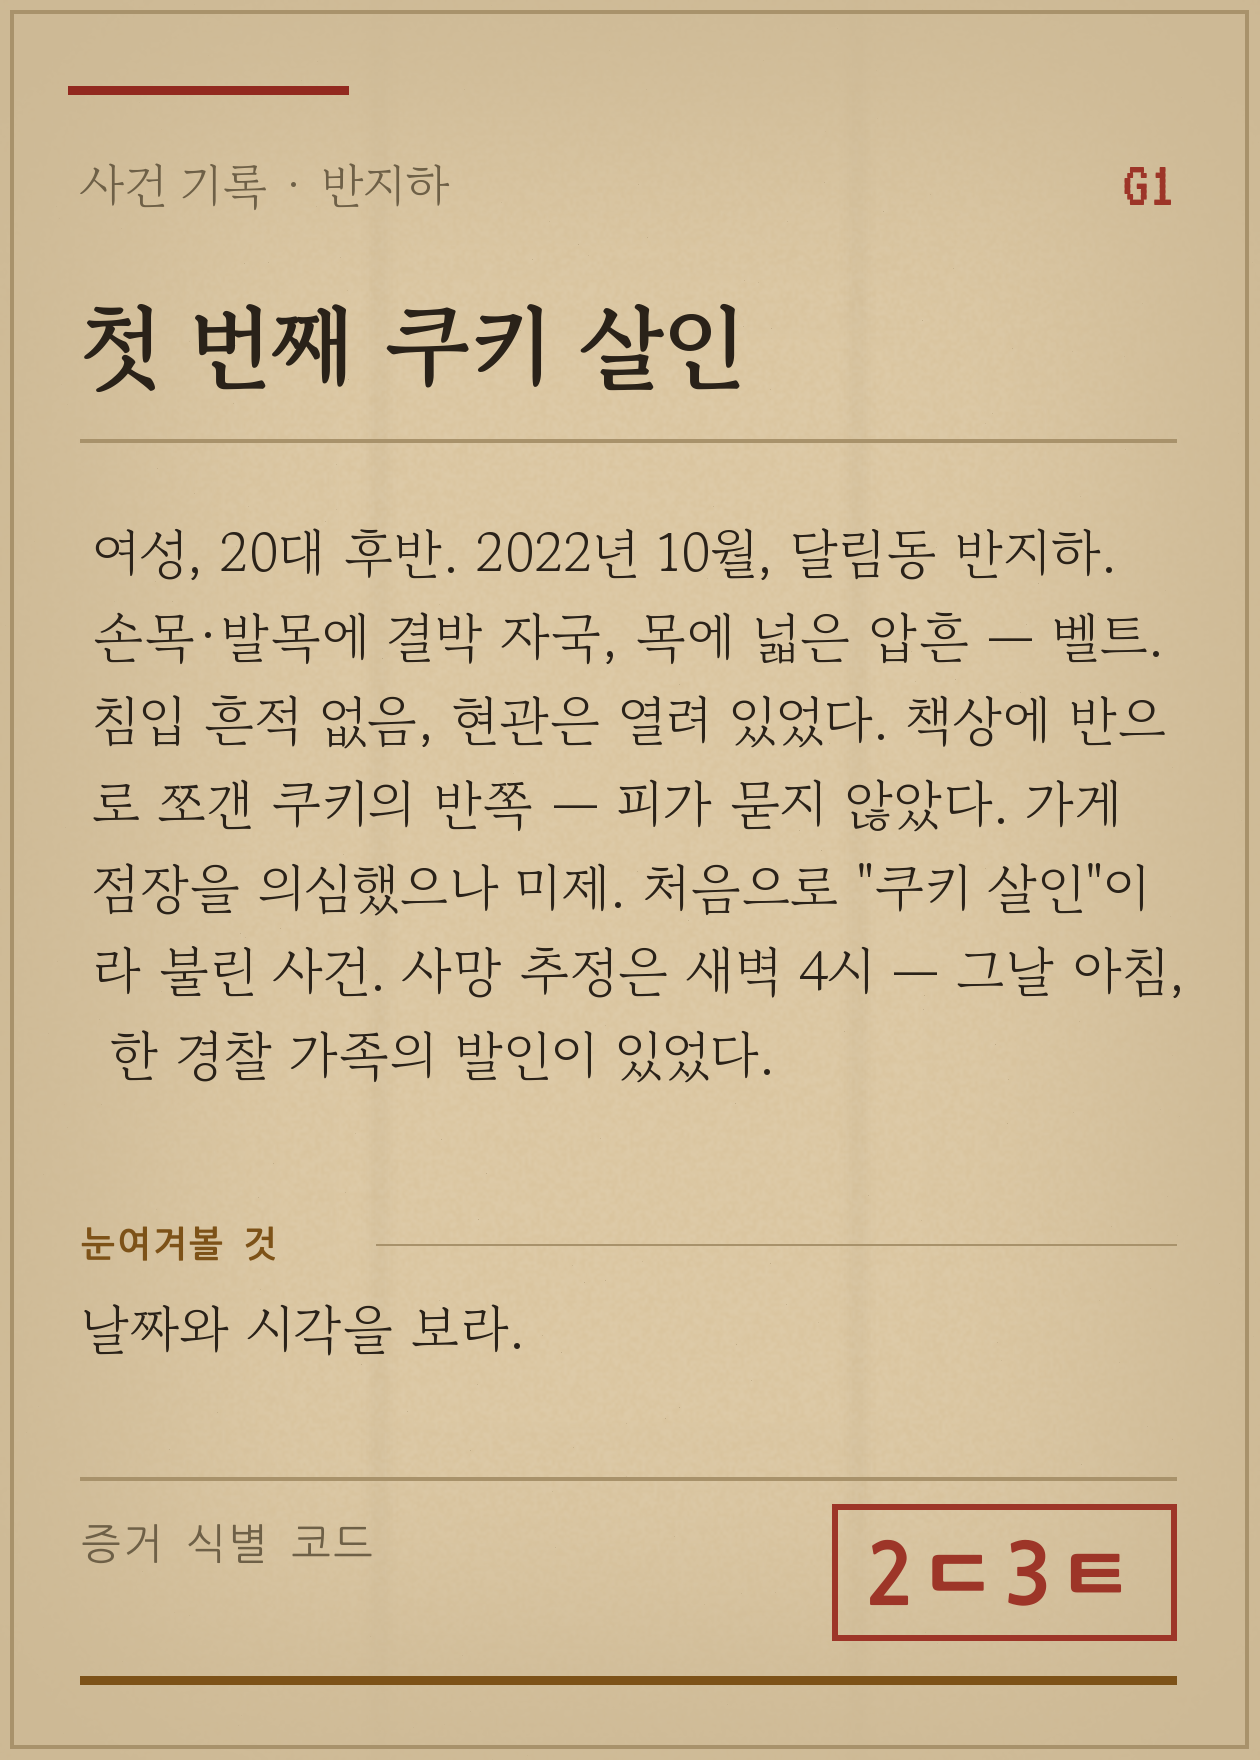 사건 기록 · 반지하
G1
첫 번째 쿠키 살인
여성, 20대 후반. 2022년 10월, 달림동 반지하.
손목·발목에 결박 자국, 목에 넓은 압흔 — 벨트.
침입 흔적 없음, 현관은 열려 있었다. 책상에 반으
로 쪼갠 쿠키의 반쪽 — 피가 묻지 않았다. 가게
점장을 의심했으나 미제. 처음으로 "쿠키 살인"이
라 불린 사건. 사망 추정은 새벽 4시 — 그날 아침,
한 경찰 가족의 발인이 있었다.
눈여겨볼 것
날짜와 시각을 보라.
증거 식별 코드
2ㄷ3ㅌ